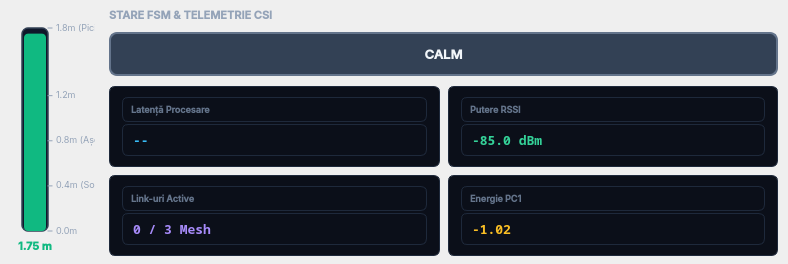 STARE FSM & TELEMETRIE CSI
1.8m (Pic
CALM
1.2m
Latență Procesare
Putere RSSI
--
-85.0 dBm
0.8m (Aș
0.4m (So
Link-uri Active
Energie PC1
0 / 3 Mesh
-1.02
0.0m
1.75 m